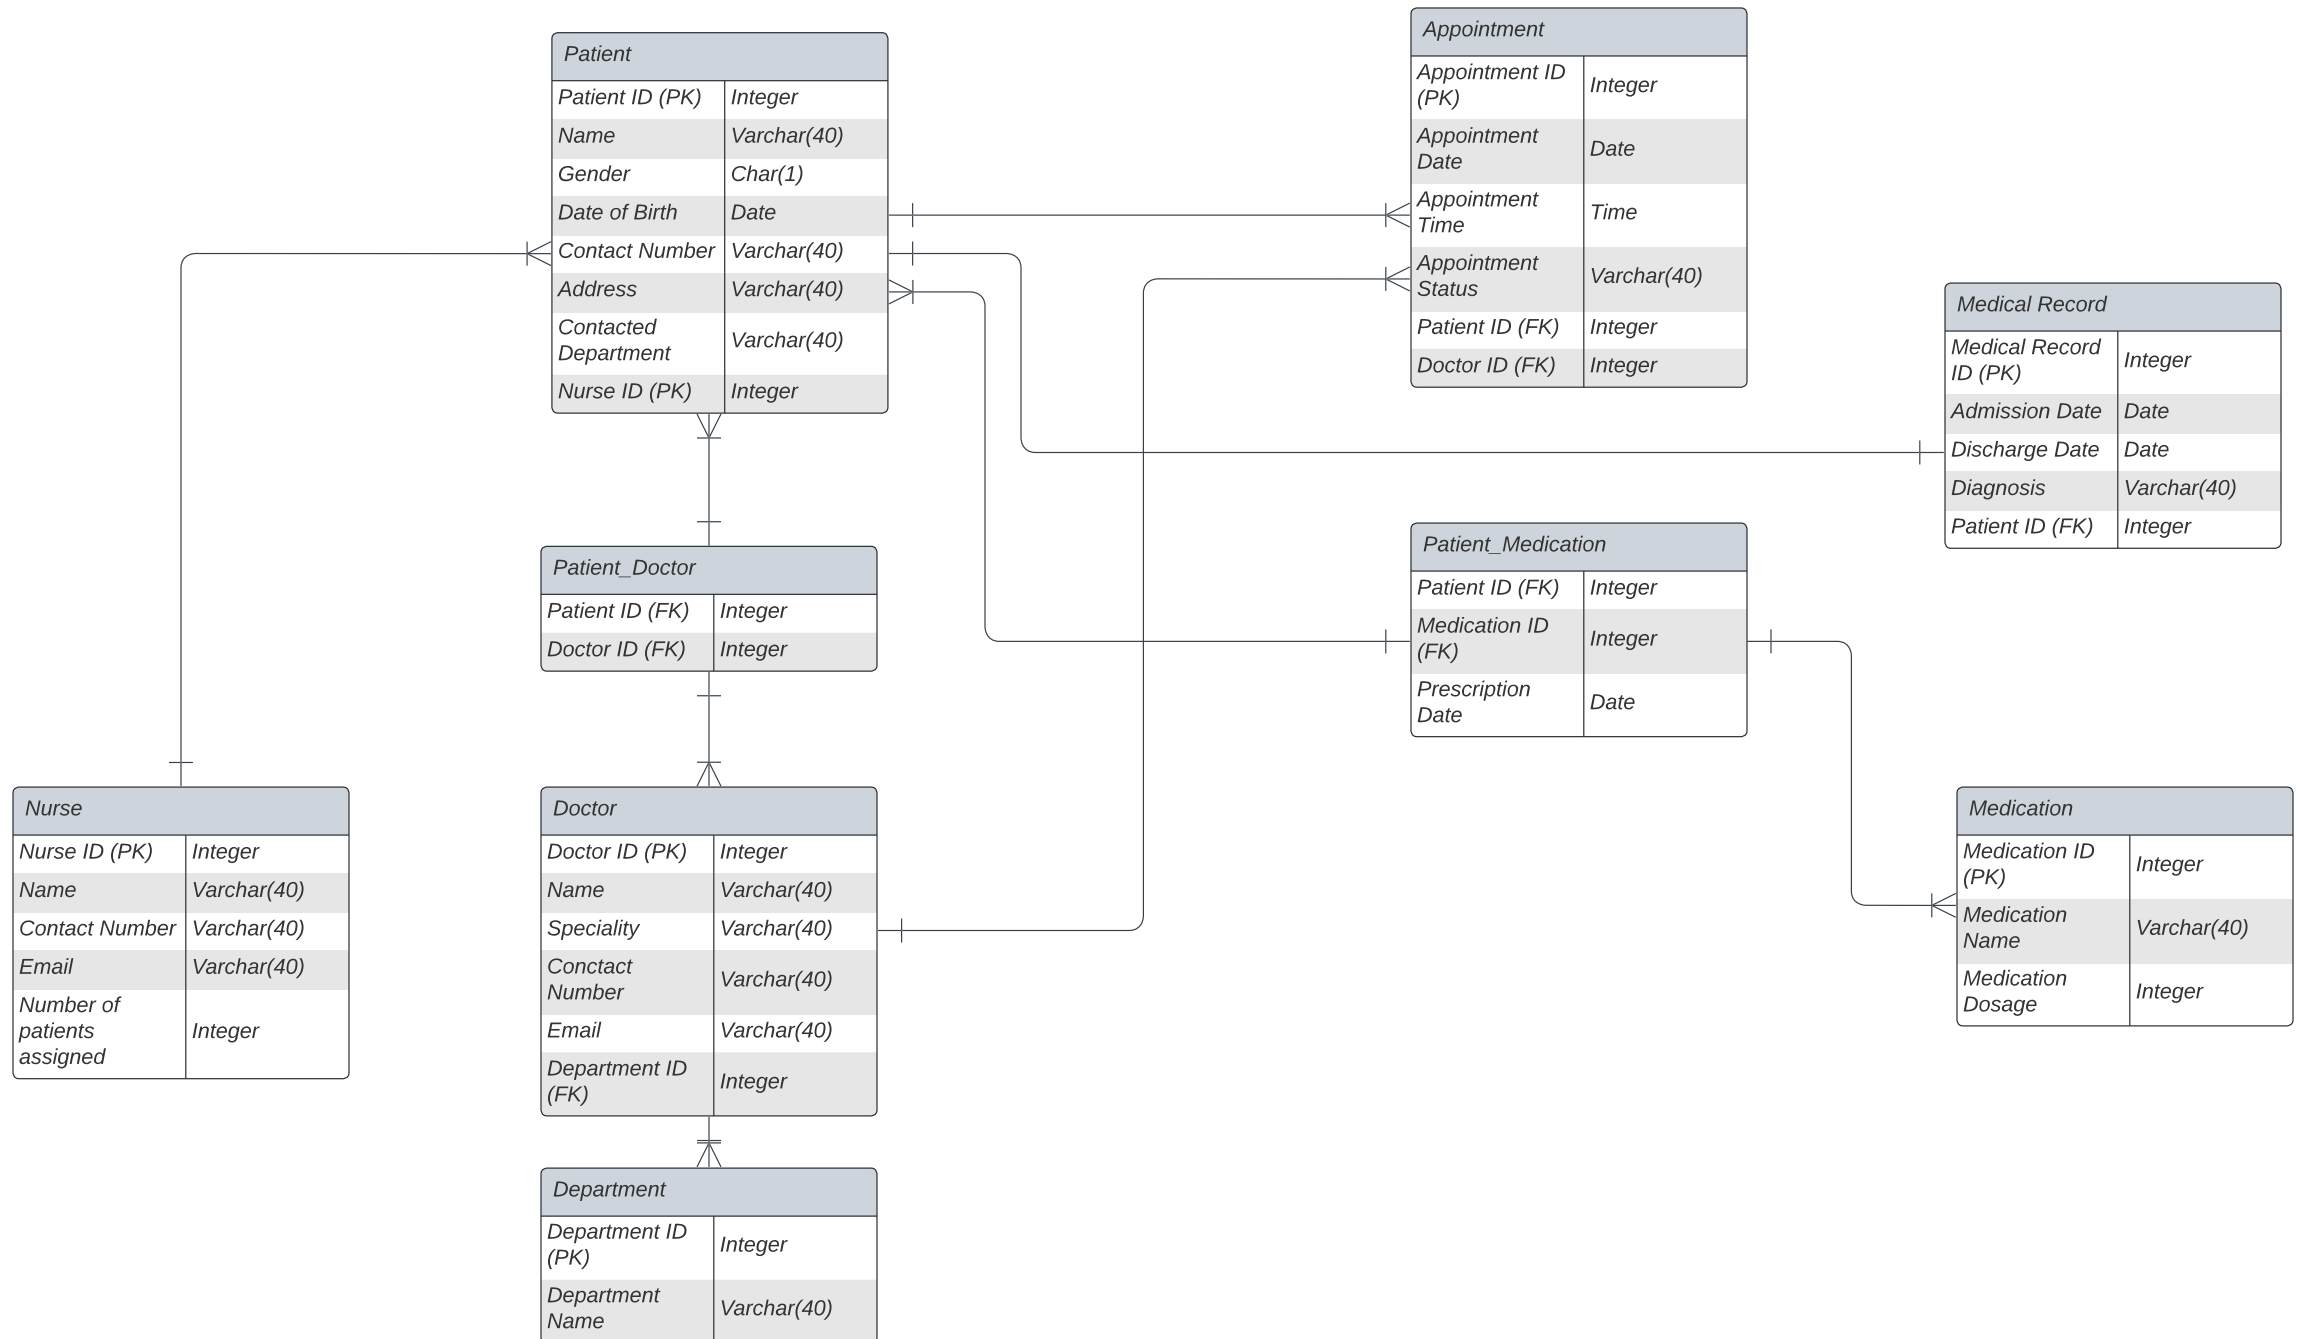 Patient
Patient ID (PK) Integer
Name Varchar(40)
Gender Char(1)
Date of Birth Date
Contact Number Varchar(40)
Address Varchar(40)
Contacted
Department
Varchar(40)
Nurse ID (PK) Integer
Appointment
Appointment ID
(PK)
Integer
Appointment
Date
Date
Appointment
Time
Time
Appointment
Status
Varchar(40)
Patient ID (FK) Integer
Doctor ID (FK) Integer
Medical Record
Medical Record
ID (PK)
Integer
Admission Date Date
Discharge Date Date
Diagnosis Varchar(40)
Patient ID (FK) Integer
Patient_Doctor
Patient ID (FK) Integer
Doctor ID (FK) Integer
Patient_Medication
Patient ID (FK) Integer
Medication ID
(FK)
Integer
Prescription
Date
Date
Nurse
Nurse ID (PK) Integer
Name Varchar(40)
Contact Number Varchar(40)
Email Varchar(40)
Number of
patients
assigned
Integer
Doctor
Doctor ID (PK) Integer
Name Varchar(40)
Speciality Varchar(40)
Conctact
Number
Varchar(40)
Email Varchar(40)
Department ID
(FK)
Integer
Medication
Medication ID
(PK)
Integer
Medication
Name
Varchar(40)
Medication
Dosage
Integer
Department
Department ID
(PK)
Integer
Department
Name
Varchar(40)